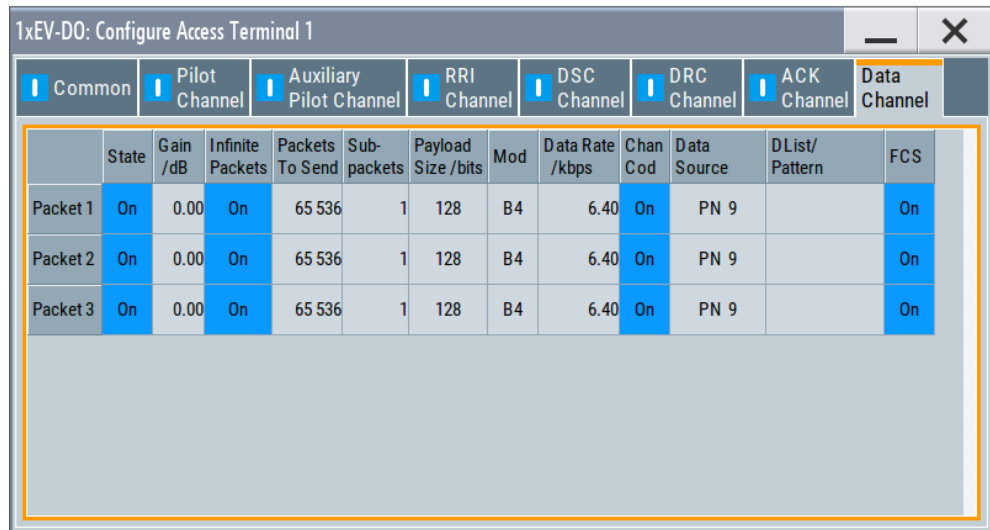 1xEV-DO: Configure Access Terminal 1
Common
Pilot Channel
Auxiliary Pilot Channel
RRI Channel
DSC Channel
DRC Channel
ACK Channel
Data Channel
State Gain /dB Infinite Packets Packets To Send Sub- packets Payload Size /bits Mod Data Rate /kbps Chan Cod Data Source DList/ Pattern FCS
Packet 1 On 0.00 On 65 536 1 128 B4 6.40 On PN 9 On
Packet 2 On 0.00 On 65 536 1 128 B4 6.40 On PN 9 On
Packet 3 On 0.00 On 65 536 1 128 B4 6.40 On PN 9 On